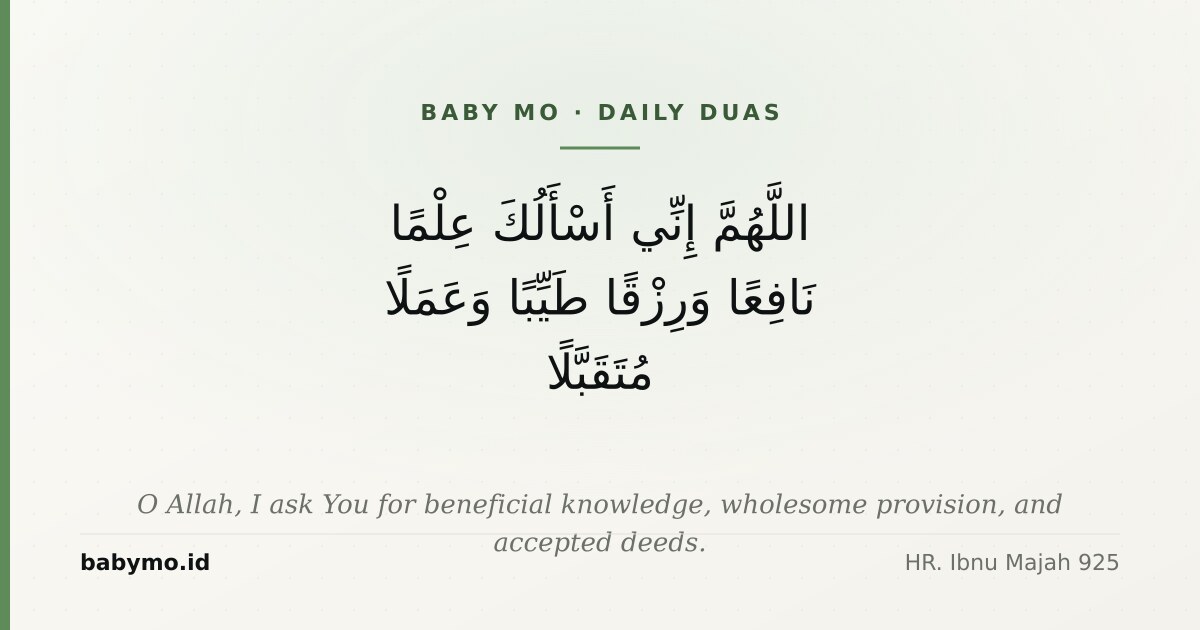 BABY MO · DAILY DUAS
اللَّهُمَّ إِنِّي أَسْأَلُكَ عِلْمًا
نَافِعًا وَرِزْقًا طَيِّبًا وَعَمَلًا
مُتَقَبَّلًا
O Allah, I ask You for beneficial knowledge, wholesome provision, and
accepted deeds.
babymo.id
HR. Ibnu Majah 925